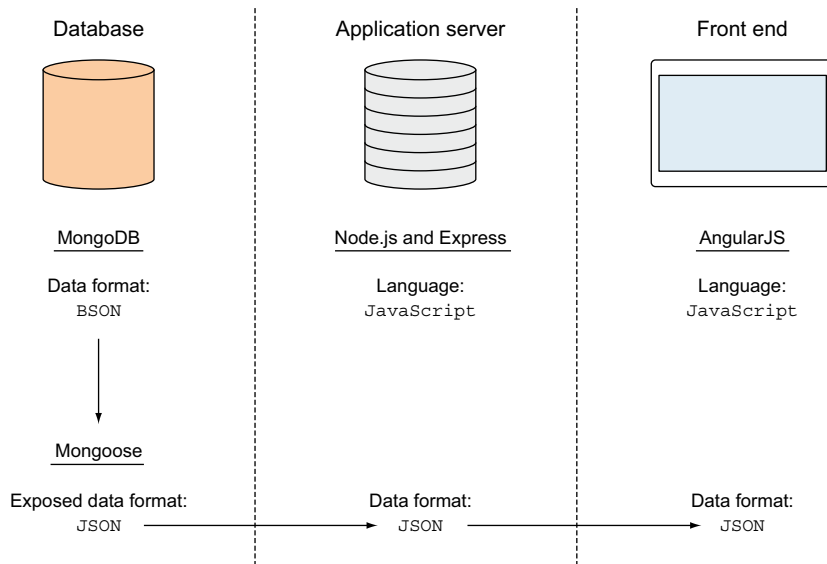 Database
Application server
Front end
MongoDB
Node.js and Express
AngularJS
Data format:
BSON
Language:
JavaScript
Language:
JavaScript
Mongoose
Exposed data format:
JSON
Data format:
JSON
Data format:
JSON